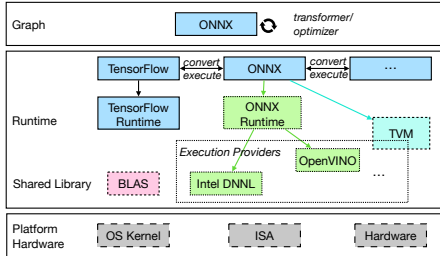 Graph
ONNX
transformer/
optimizer
TensorFlow
convert
execute
ONNX
convert
execute
...
TensorFlow
Runtime
ONNX
Runtime
Runtime
TVM
Execution Providers
OpenVINO
Shared Library
BLAS
Intel DNNL
...
Platform
Hardware
OS Kernel
ISA
Hardware